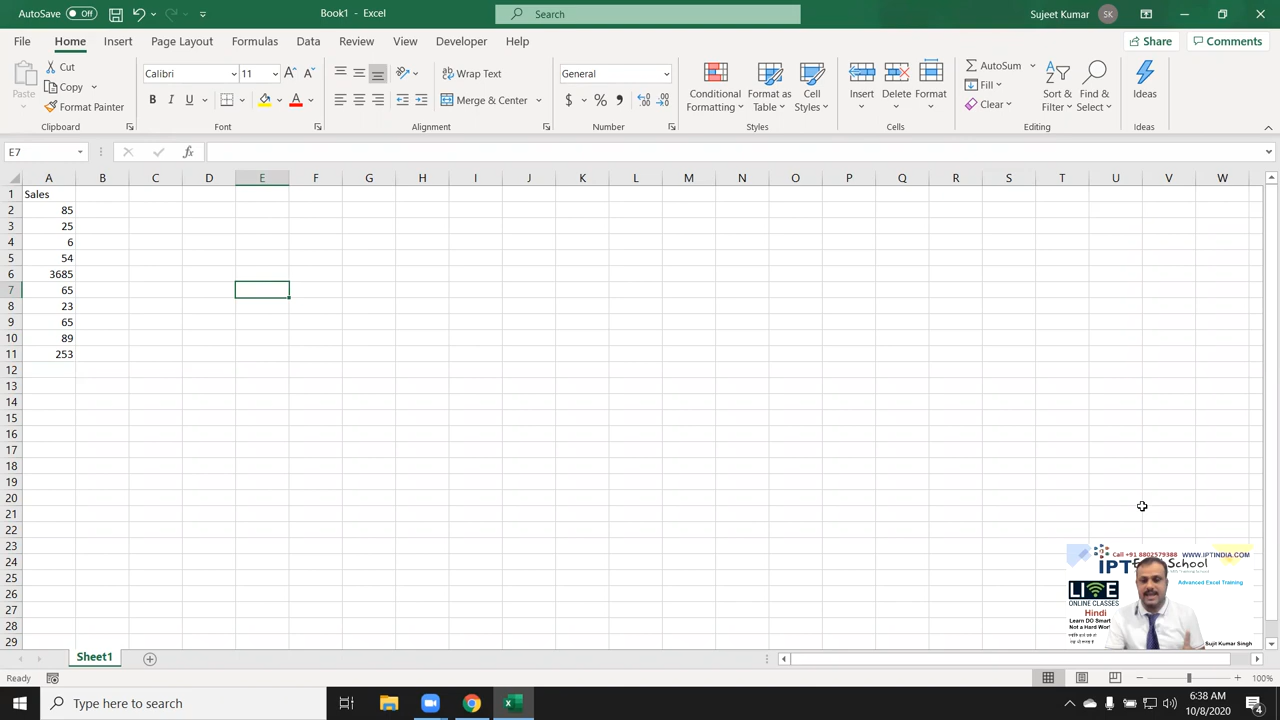 AutoSave Off
Book1 - Excel
Search
Sujeet Kumar
SK
File Home Insert Page Layout Formulas Data Review View Developer Help
Share
Comments
Paste
Cut
Copy
Format Painter
Clipboard
Calibri
11
B I U
Font
Wrap Text
Merge & Center
Alignment
General
$ % ,
Number
Conditional Formatting
Format as Table
Cell Styles
Styles
Insert
Delete
Format
Cells
AutoSum
Fill
Clear
Sort & Filter
Find & Select
Editing
Ideas
Ideas
E7
fx
A B C D E F G H I J K L M N O P Q R S T U V W
1 Sales
2 85
3 25
4 6
5 54
6 3685
7 65
8 23
9 65
10 89
11 253
12
13
14
15
16
17
18
19
20
21
22
23
24
25
26
27
28
29
Call +91 8802579388 WWW.IPTINDIA.COM
IPT School
Advanced Excel Training
LIVE
ONLINE CLASSES
Hindi
Learn DO Smart
Not a Hard Wor
Sujit Kumar Singh
Sheet1
Ready
100%
Type here to search
6:38 AM
10/8/2020